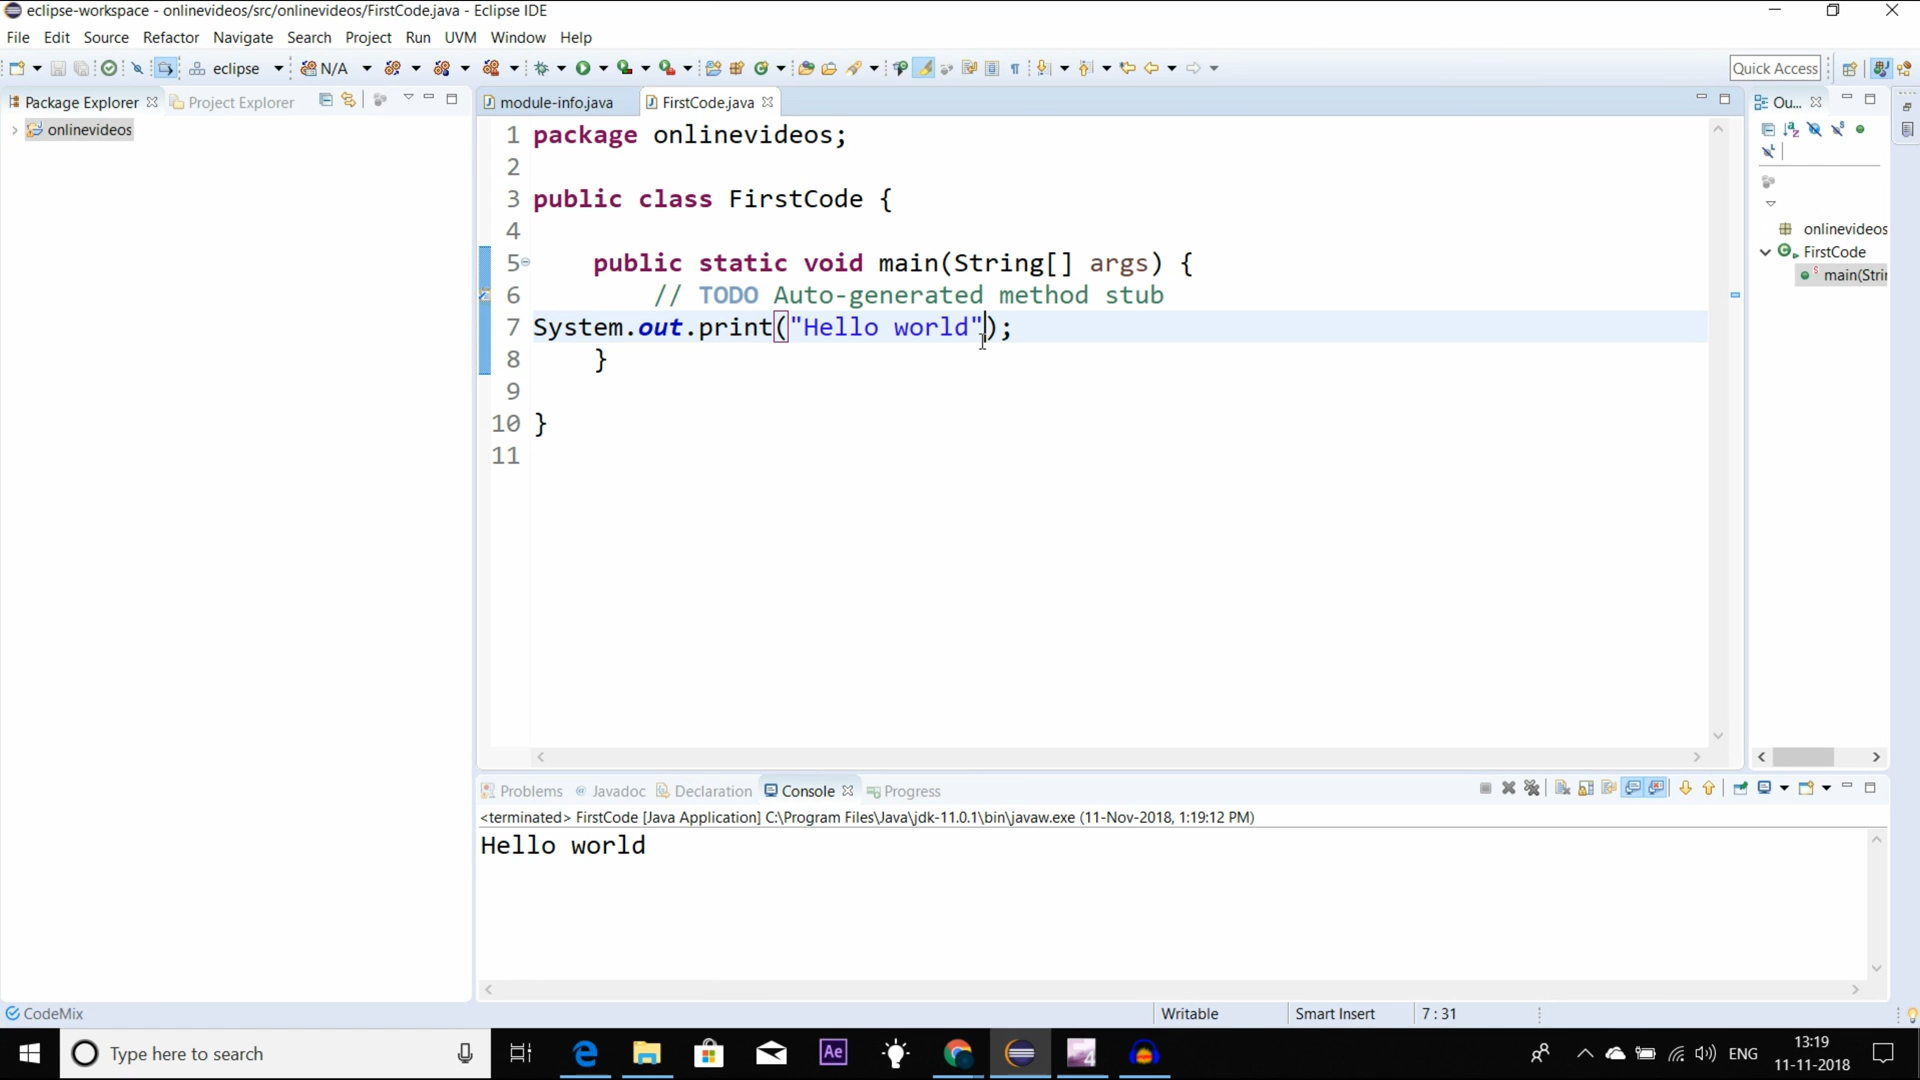 eclipse-workspace - onlinevideos/src/onlinevideos/FirstCode.java - Eclipse IDE
File Edit Source Refactor Navigate Search Project Run UVM Window Help
eclipse N/A Quick Access
Package Explorer Project Explorer module-info.java FirstCode.java Ou...
onlinevideos
1 package onlinevideos;
2
3 public class FirstCode {
4
5 public static void main(String[] args) {
6 // TODO Auto-generated method stub
7 System.out.print("Hello world");
8 }
9
10 }
11
onlinevideos
FirstCode
main(Stri
Problems Javadoc Declaration Console Progress
<terminated> FirstCode [Java Application] C:\Program Files\Java\jdk-11.0.1\bin\javaw.exe (11-Nov-2018, 1:19:12 PM)
Hello world
CodeMix Writable Smart Insert 7 : 31
Type here to search Ae 4 ENG 13:19
11-11-2018